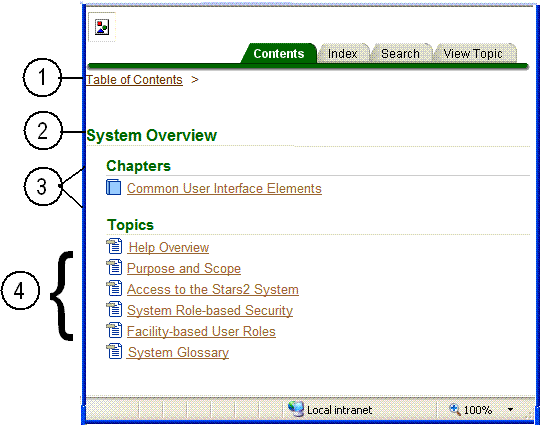 Contents Index Search View Topic
1 Table of Contents >
2 System Overview
Chapters
3 Common User Interface Elements
Topics
Help Overview
Purpose and Scope
4 Access to the Stars2 System
System Role-based Security
Facility-based User Roles
System Glossary
Local intranet 100%